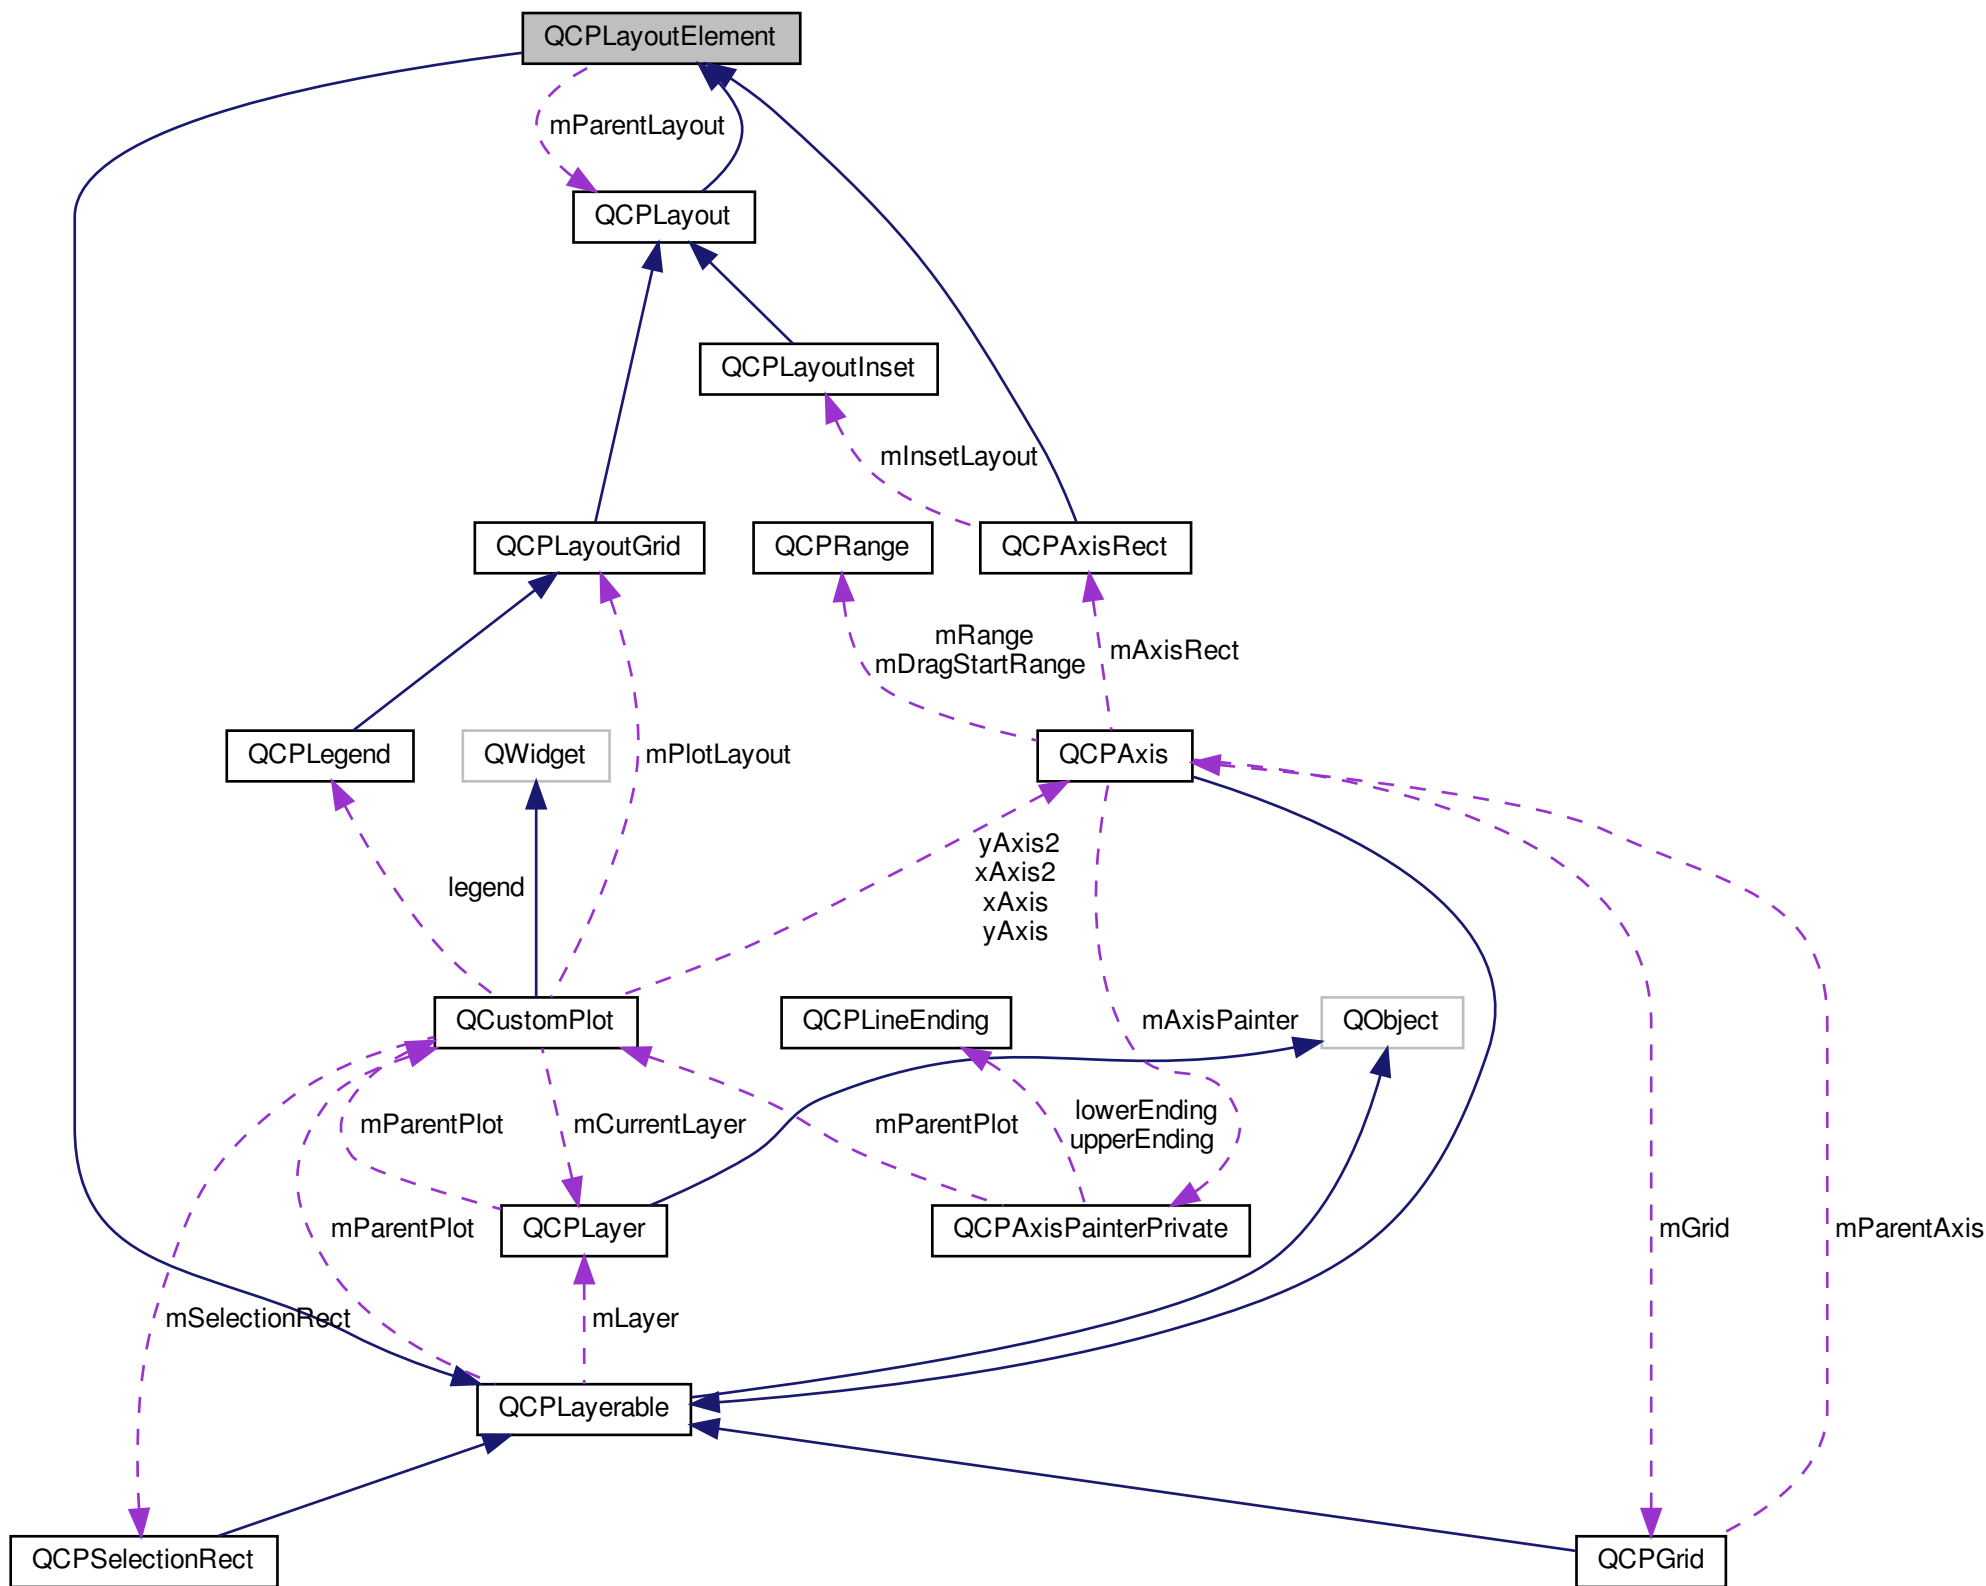 QCPLayoutElement
mParentLayout
QCPLayout
QCPLayoutInset
mInsetLayout
QCPLayoutGrid
QCPRange
QCPAxisRect
mRange
mDragStartRange
mAxisRect
QCPLegend
QWidget
mPlotLayout
QCPAxis
legend
yAxis2
xAxis2
xAxis
yAxis
QCustomPlot
QCPLineEnding
mAxisPainter
QObject
mParentPlot
mCurrentLayer
mParentPlot
lowerEnding
upperEnding
mParentPlot
QCPLayer
QCPAxisPainterPrivate
mGrid
mParentAxis
mSelectionRect
mLayer
QCPLayerable
QCPSelectionRect
QCPGrid